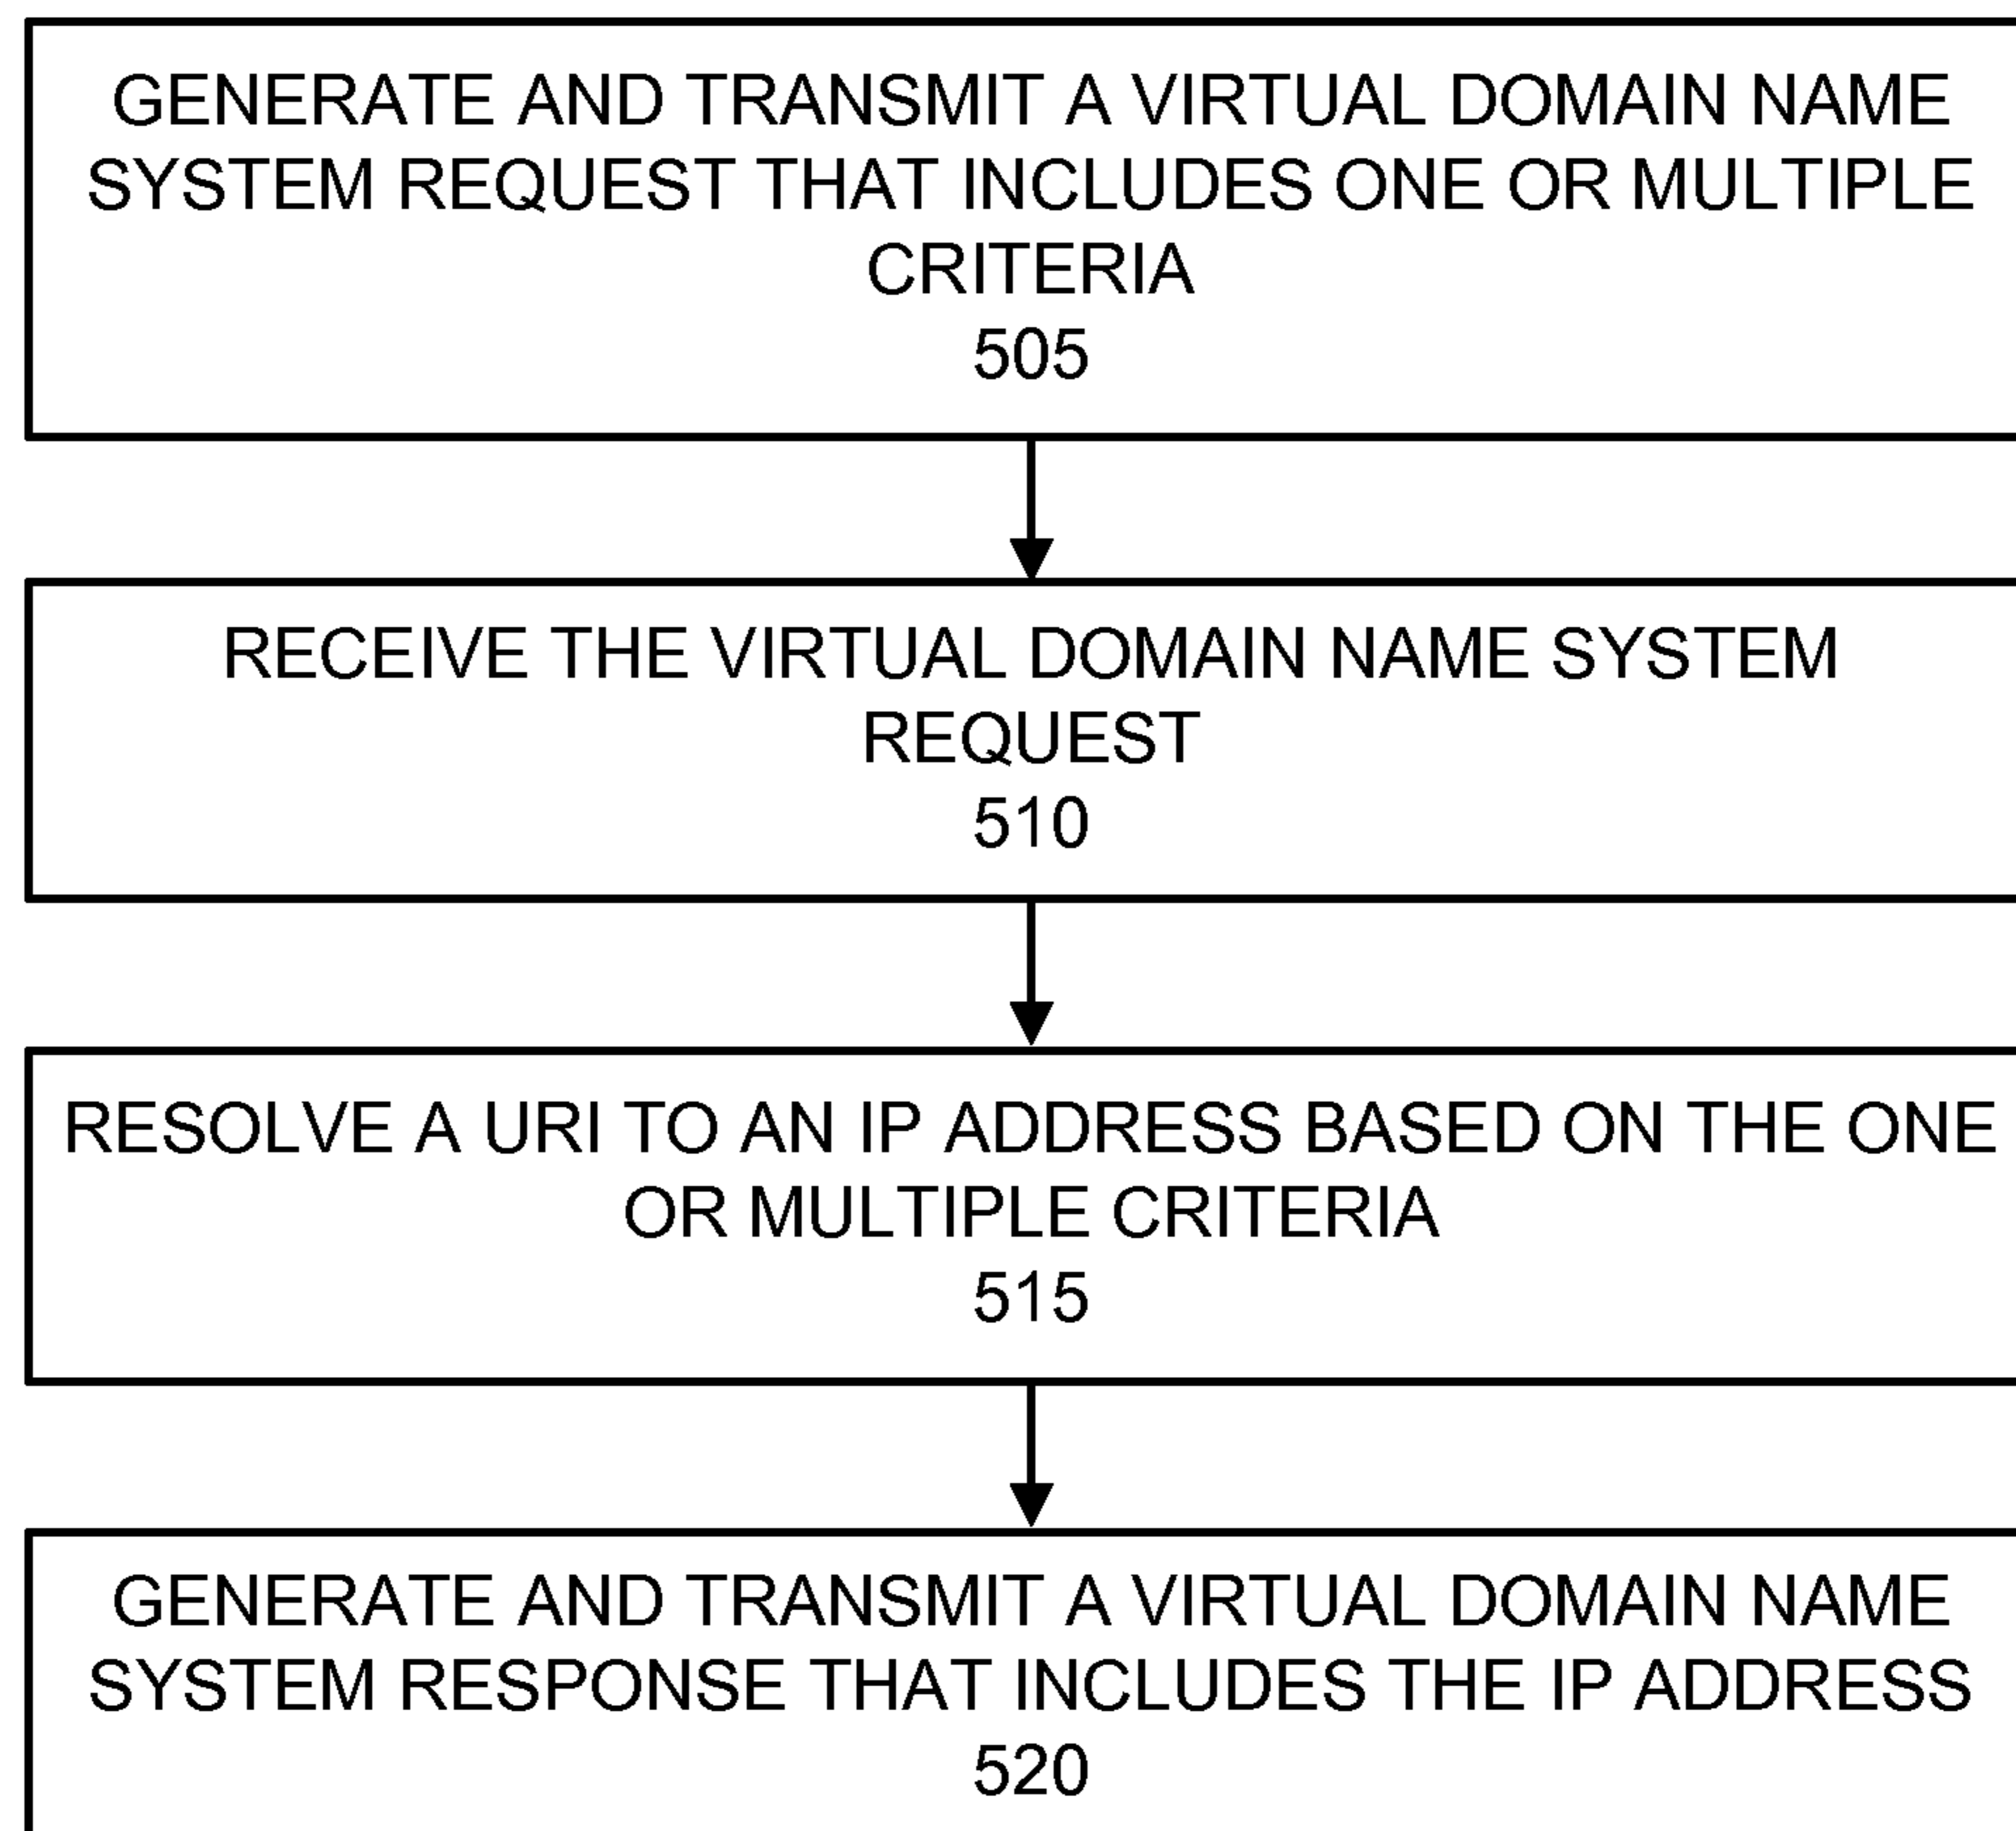 GENERATE AND TRANSMIT A VIRTUAL DOMAIN NAME
SYSTEM REQUEST THAT INCLUDES ONE OR MULTIPLE
CRITERIA
505
RECEIVE THE VIRTUAL DOMAIN NAME SYSTEM
REQUEST
510
RESOLVE A URI TO AN IP ADDRESS BASED ON THE ONE
OR MULTIPLE CRITERIA
515
GENERATE AND TRANSMIT A VIRTUAL DOMAIN NAME
SYSTEM RESPONSE THAT INCLUDES THE IP ADDRESS
520